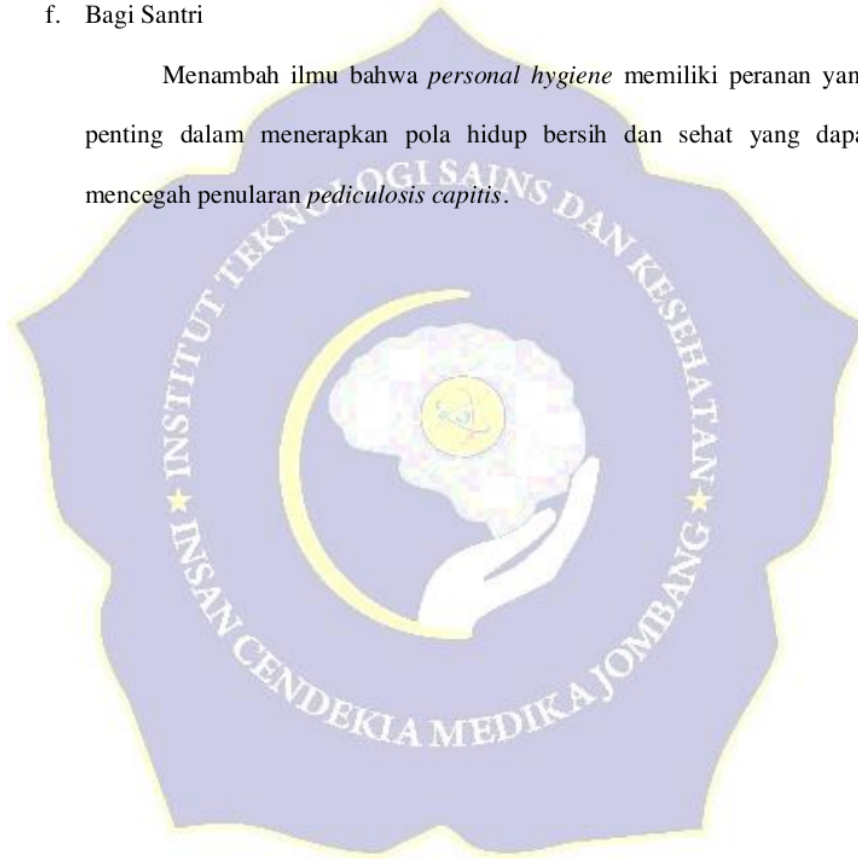 f. Bagi Santri
Menambah ilmu bahwa personal hygiene memiliki peranan yan
penting dalam menerapkan pola hidup bersih dan sehat yang dapa
mencegah penularan pediculosis capitis.
INSTITUT TEKNOLOGI SAINS DAN KESEHATAN
INSAN CENDEKIA MEDIKA JOMBANG